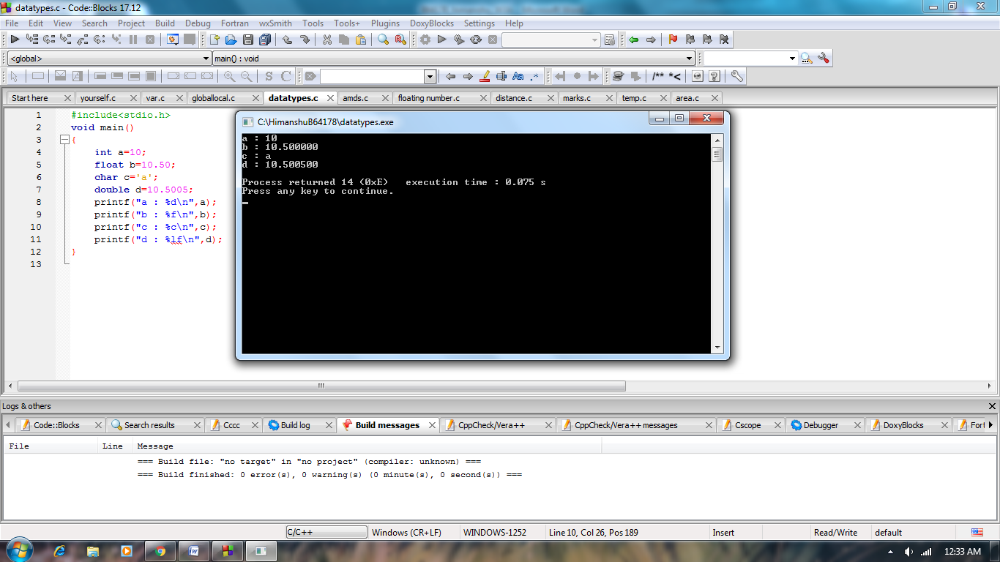 datatypes.c - Code::Blocks 17.12
File Edit View Search Project Build Debug Fortran wxSmith Tools Tools+ Plugins DoxyBlocks Settings Help
<global> main() : void
S C Aa .* /** *<
Start here yourself.c var.c globallocal.c datatypes.c amds.c floating number.c distance.c marks.c temp.c area.c
1 #include<stdio.h>
2 void main()
3 {
4 int a=10;
5 float b=10.50;
6 char c='a';
7 double d=10.5005;
8 printf("a : %d\n",a);
9 printf("b : %f\n",b);
10 printf("c : %c\n",c);
11 printf("d : %lf\n",d);
12 }
13
C:\HimanshuB64178\datatypes.exe
a : 10
b : 10.500000
c : a
d : 10.500500
Process returned 14 (0xE) execution time : 0.075 s
Press any key to continue.
Logs & others
Code::Blocks Search results Cccc Build log Build messages CppCheck/Vera++ CppCheck/Vera++ messages Cscope Debugger DoxyBlocks Fort
File Line Message
=== Build file: "no target" in "no project" (compiler: unknown) ===
=== Build finished: 0 error(s), 0 warning(s) (0 minute(s), 0 second(s)) ===
C/C++ Windows (CR+LF) WINDOWS-1252 Line 10, Col 26, Pos 189 Insert Read/Write default
12:33 AM